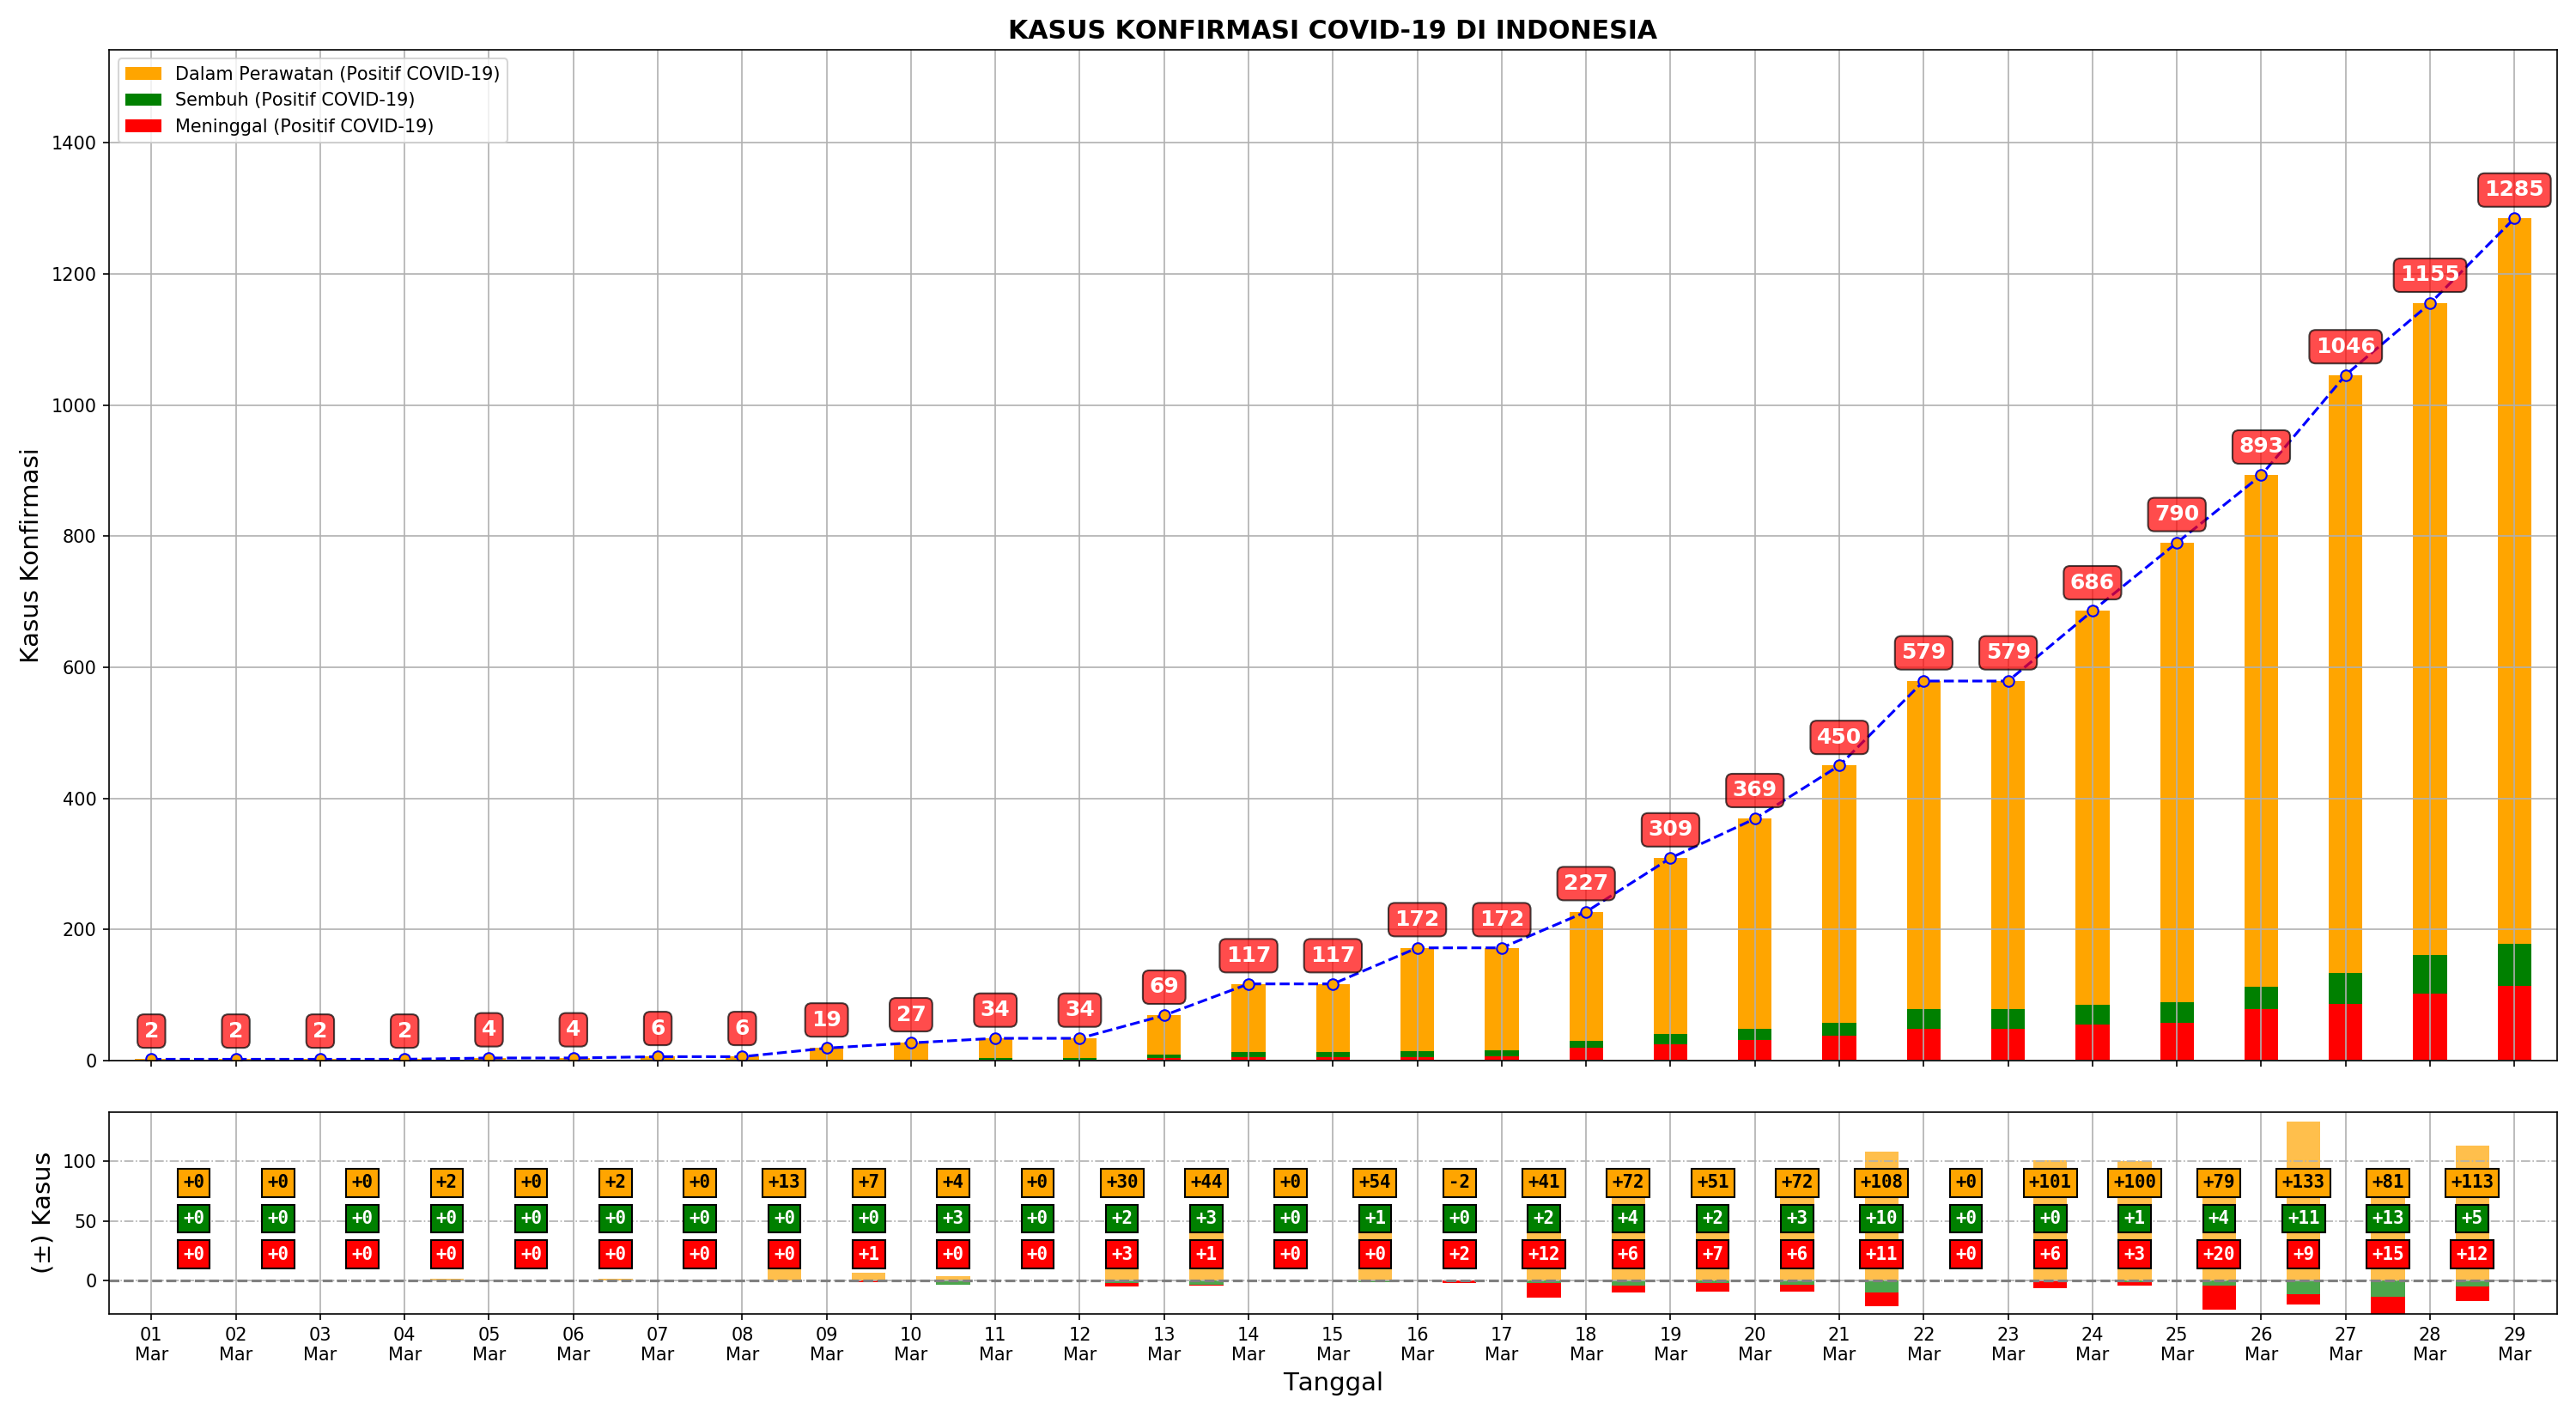 KASUS KONFIRMASI COVID-19 DI INDONESIA
Dalam Perawatan (Positif COVID-19)
Sembuh (Positif COVID-19)
Meninggal (Positif COVID-19)
Kasus Konfirmasi
1400
1200
1000
800
600
400
200
0
2 2 2 2 4 4 6 6 19 27 34 34 69 117 117 172 172 227 309 369 450 579 579 686 790 893 1046 1155 1285
(±) Kasus
100
50
0
+0 +0 +0 +2 +0 +2 +0 +13 +7 +4 +0 +30 +44 +0 +54 -2 +41 +72 +51 +72 +108 +0 +101 +100 +79 +133 +81 +113
+0 +0 +0 +0 +0 +0 +0 +0 +0 +3 +0 +2 +3 +0 +1 +0 +2 +4 +2 +3 +10 +0 +0 +1 +4 +11 +13 +5
+0 +0 +0 +0 +0 +0 +0 +0 +1 +0 +0 +3 +1 +0 +0 +2 +12 +6 +7 +6 +11 +0 +6 +3 +20 +9 +15 +12
01 02 03 04 05 06 07 08 09 10 11 12 13 14 15 16 17 18 19 20 21 22 23 24 25 26 27 28 29
Mar Mar Mar Mar Mar Mar Mar Mar Mar Mar Mar Mar Mar Mar Mar Mar Mar Mar Mar Mar Mar Mar Mar Mar Mar Mar Mar Mar Mar
Tanggal